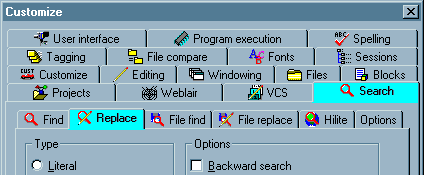 Customize
User interface Program execution Spelling
Tagging File compare Fonts Sessions
Customize Editing Windowing Files Blocks
Projects Weblair VCS Search
Find Replace File find File replace Hilite Options
Type Options
Literal Backward search